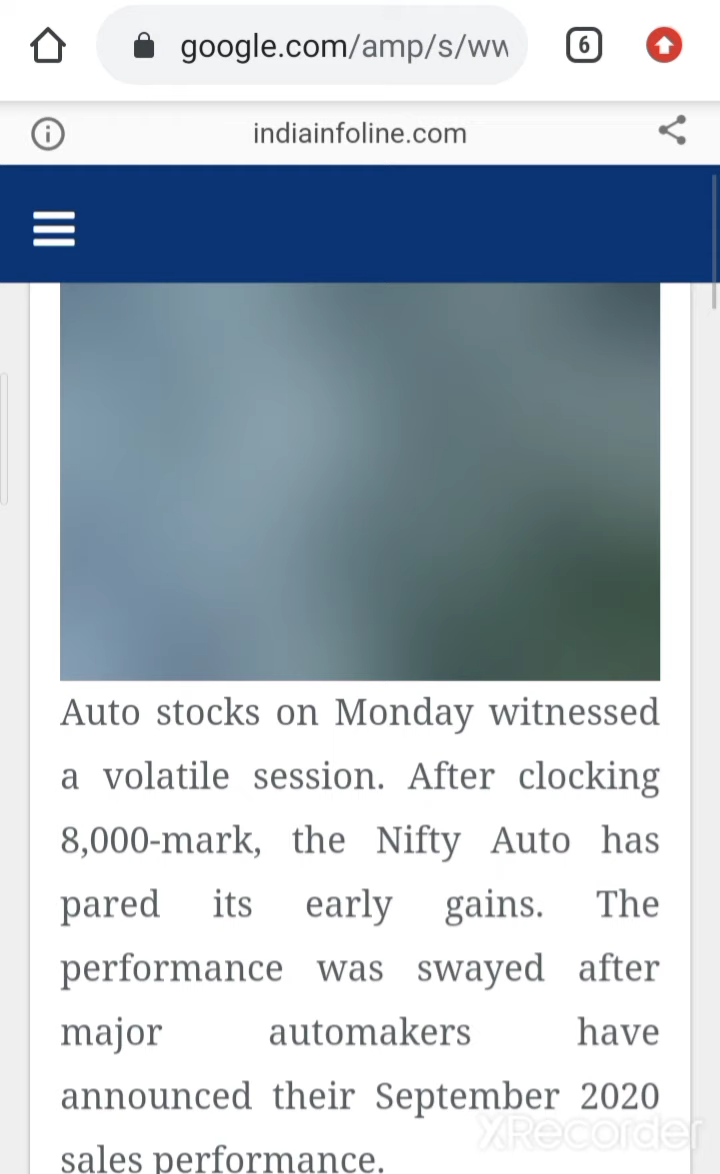 google.com/amp/s/ww
6
indiainfoline.com
Auto stocks on Monday witnessed
a volatile session. After clocking
8,000-mark, the Nifty Auto has
pared its early gains. The
performance was swayed after
major automakers have
announced their September 2020
sales performance.
XRecorder